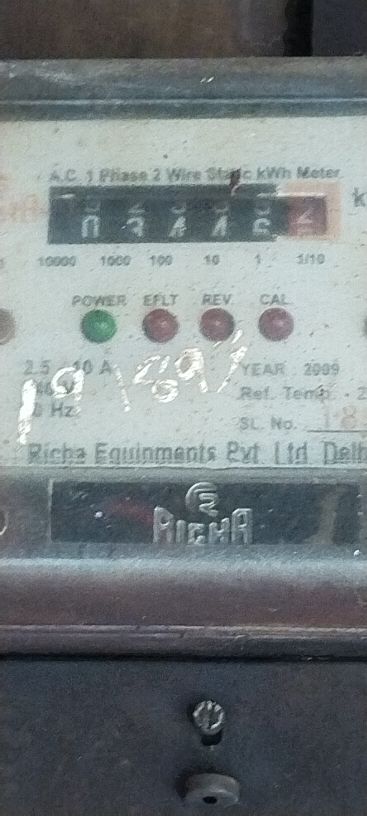 A.C. 1 Phase 2 Wire Static kWh Meter
10000 1000 100 10 1 1/10
POWER EFLT REV. CAL
2.5 - 10 A YEAR 2009
Ref. Temp.
Hz SL. No.
Richa Equipments Pvt. Ltd. Delh
RICHA